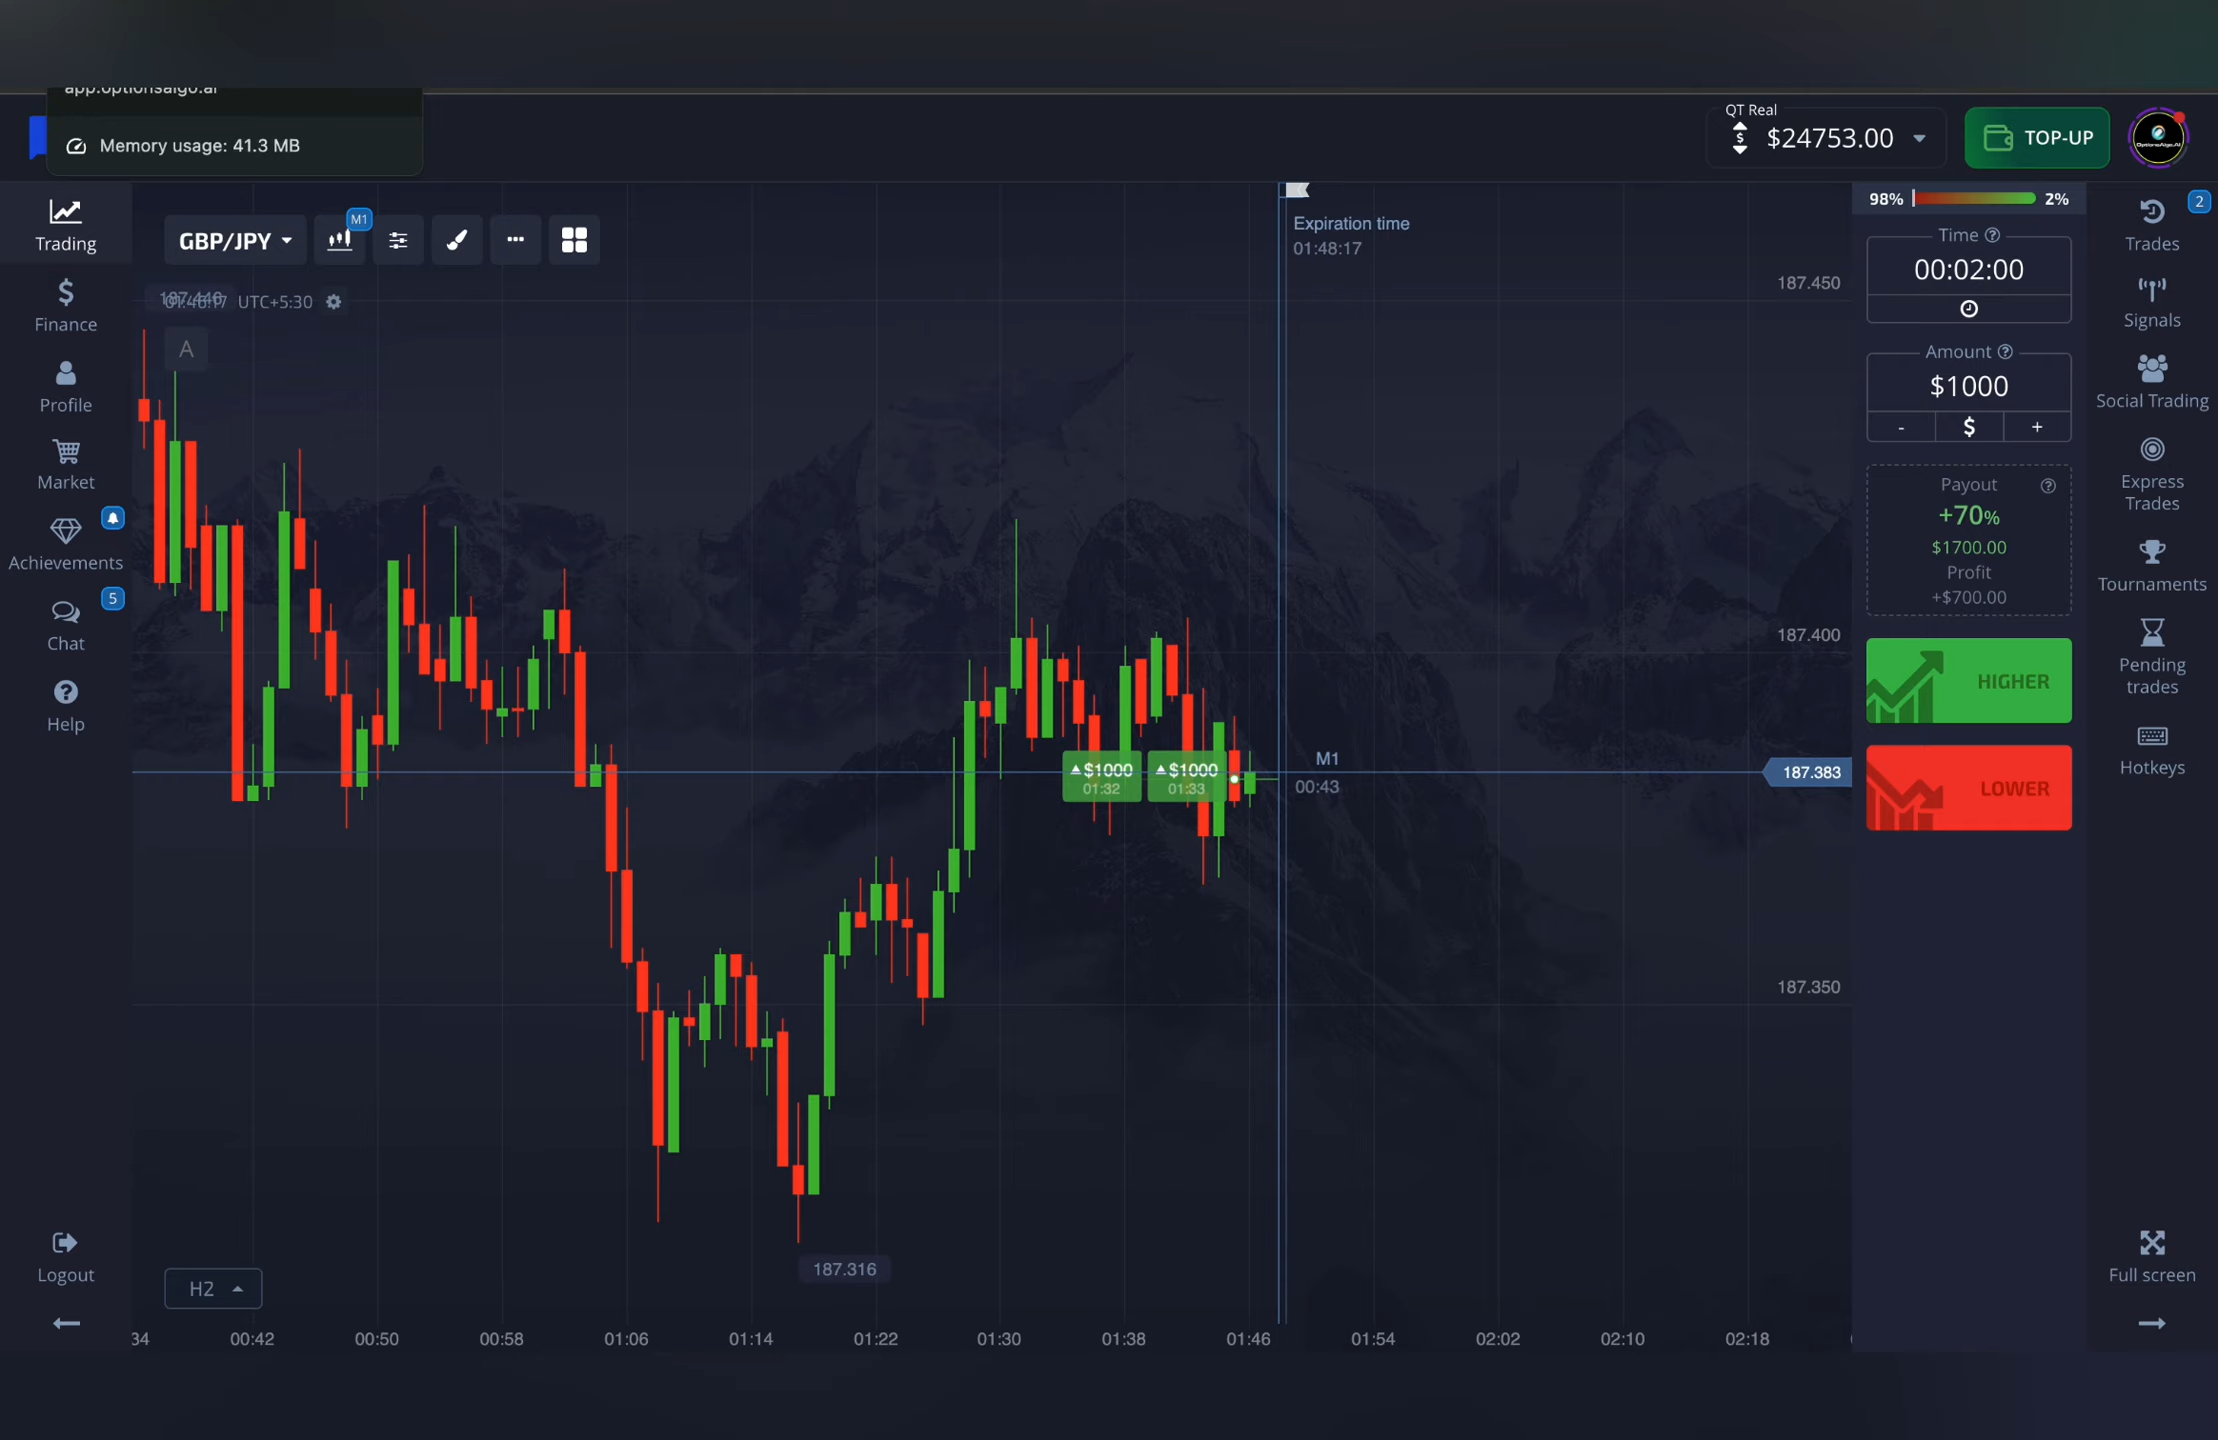 app.optionsalgo.ai
Memory usage: 41.3 MB
QT Real
$24753.00
TOP-UP
OptionsAlgo.AI
Trading
Finance
Profile
Market
Achievements
5
Chat
Help
Logout
GBP/JPY
M1
UTC+5:30
A
Expiration time
01:48:17
187.450
187.400
187.383
187.350
187.316
$1000
01:32
$1000
01:33
M1
00:43
H2
34
00:42
00:50
00:58
01:06
01:14
01:22
01:30
01:38
01:46
01:54
02:02
02:10
02:18
98%
2%
Time
00:02:00
Amount
$1000
-
$
+
Payout
+70%
$1700.00
Profit
+$700.00
HIGHER
LOWER
2
Trades
Signals
Social Trading
Express
Trades
Tournaments
Pending
trades
Hotkeys
Full screen